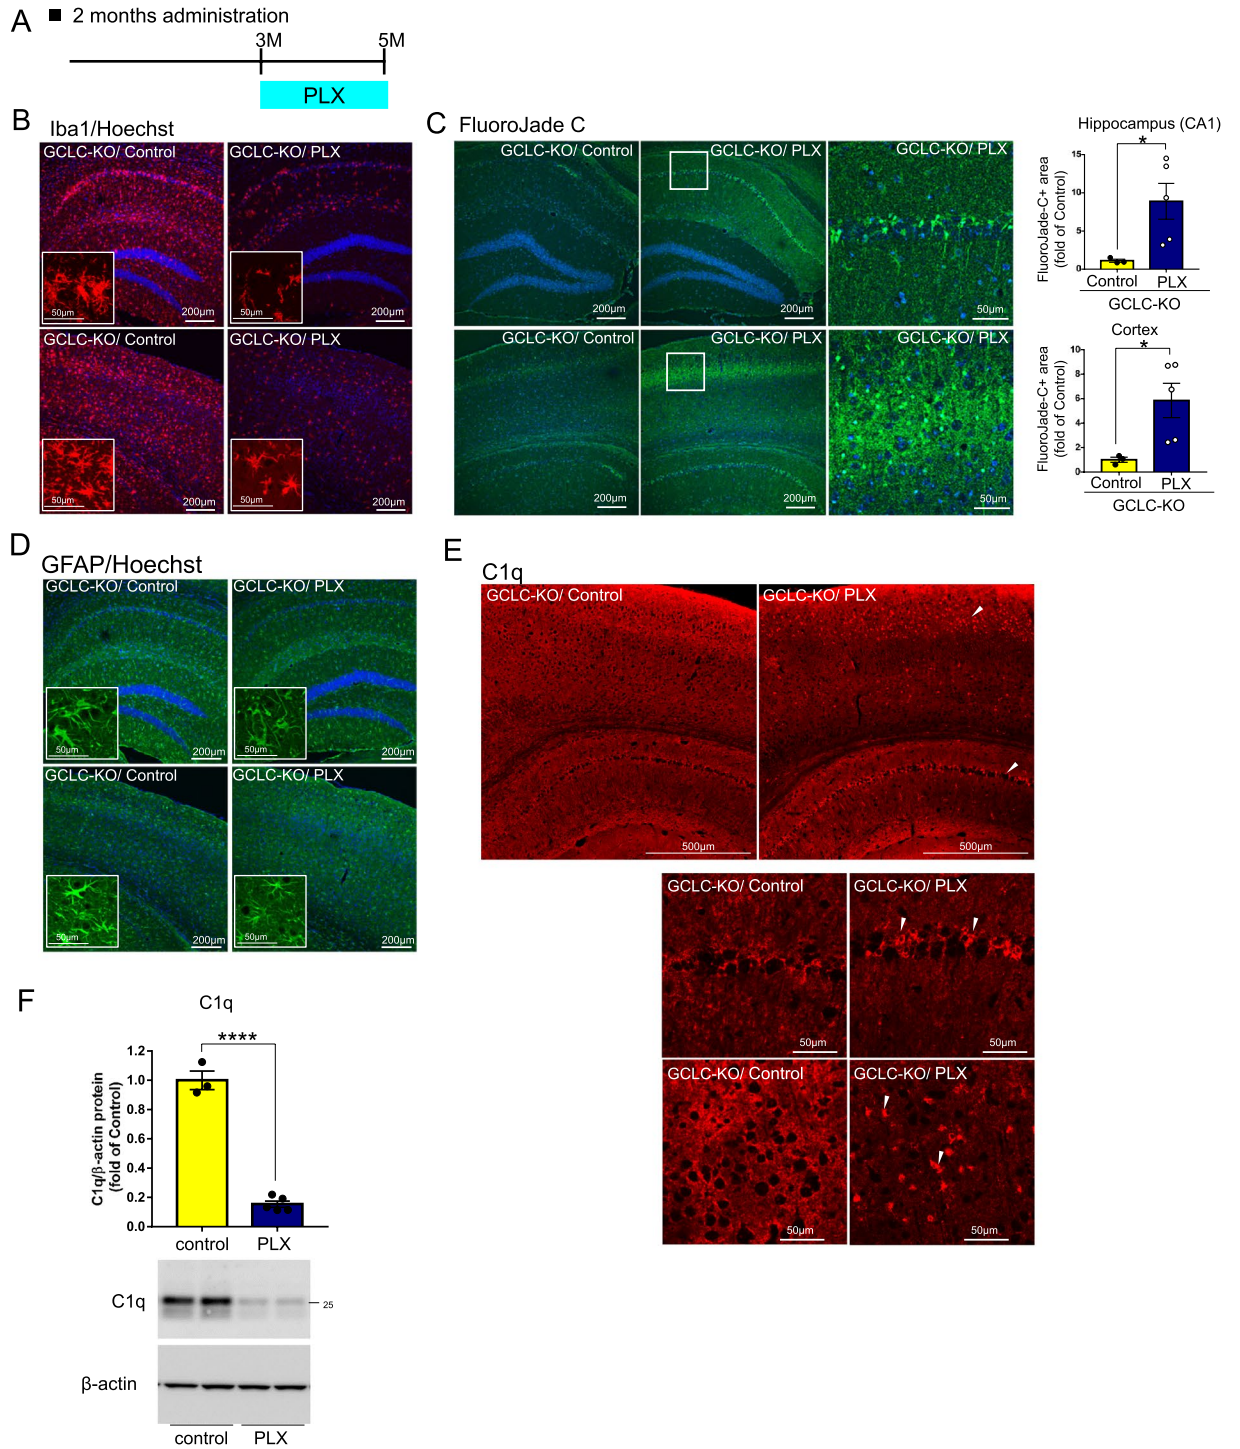 A
■ 2 months administration
3M 5M
PLX
B
Iba1/Hoechst
GCLC-KO/ Control
GCLC-KO/ PLX
50µm
200µm
50µm
200µm
GCLC-KO/ Control
GCLC-KO/ PLX
50µm
200µm
50µm
200µm
C
FluoroJade C
GCLC-KO/ Control
GCLC-KO/ PLX
GCLC-KO/ PLX
200µm
200µm
50µm
GCLC-KO/ Control
GCLC-KO/ PLX
GCLC-KO/ PLX
200µm
200µm
50µm
Hippocampus (CA1)
*
FluoroJade-C+ area
(fold of Control)
15
10
5
0
Control PLX
GCLC-KO
Cortex
*
FluoroJade-C+ area
(fold of Control)
10
8
6
4
2
0
Control PLX
GCLC-KO
D
GFAP/Hoechst
GCLC-KO/ Control
GCLC-KO/ PLX
50µm
200µm
50µm
200µm
GCLC-KO/ Control
GCLC-KO/ PLX
50µm
200µm
50µm
200µm
E
C1q
GCLC-KO/ Control
GCLC-KO/ PLX
500µm
500µm
GCLC-KO/ Control
GCLC-KO/ PLX
50µm
50µm
GCLC-KO/ Control
GCLC-KO/ PLX
50µm
50µm
F
C1q
****
C1q/β-actin protein
(fold of Control)
1.2
1.0
0.8
0.6
0.4
0.2
0.0
control PLX
C1q
25
β-actin
control PLX